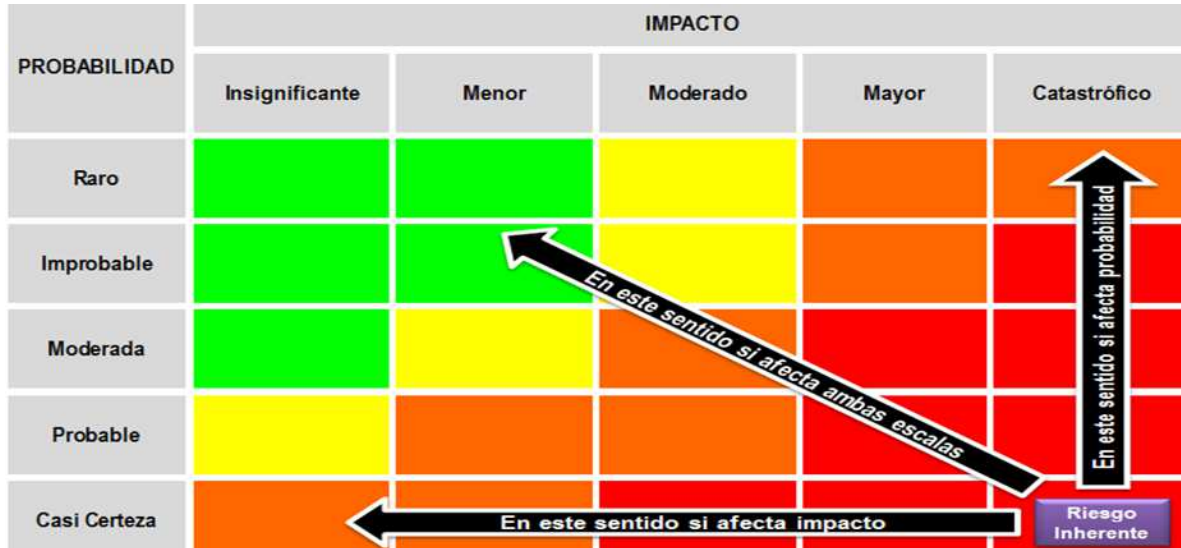 IMPACTO
PROBABILIDAD
Insignificante
Menor
Moderado
Mayor
Catastrófico
Raro
Improbable
Moderada
Probable
Casi Certeza
En este sentido si afecta ambas escalas
En este sentido si afecta probabilidad
En este sentido si afecta impacto
Riesgo
Inherente